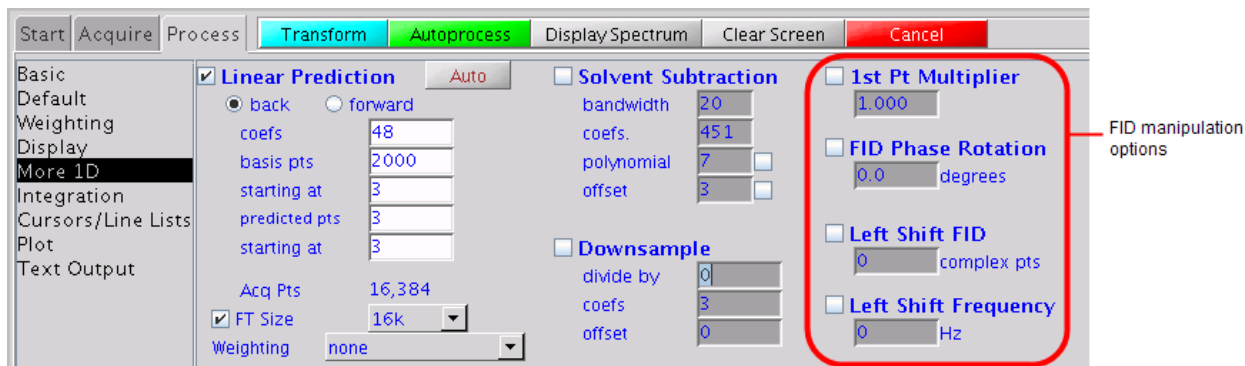 Start Acquire Process Transform Autoprocess Display Spectrum Clear Screen Cancel
Basic
Default
Weighting
Display
More 1D
Integration
Cursors/Line Lists
Plot
Text Output
Linear Prediction Auto
back forward
coefs 48
basis pts 2000
starting at 3
predicted pts 3
starting at 3
Acq Pts 16,384
FT Size 16k
Weighting none
Solvent Subtraction
bandwidth 20
coefs. 451
polynomial 7
offset 3
Downsample
divide by 0
coefs 3
offset 0
1st Pt Multiplier
1.000
FID Phase Rotation
0.0 degrees
Left Shift FID
0 complex pts
Left Shift Frequency
0 Hz
FID manipulation
options